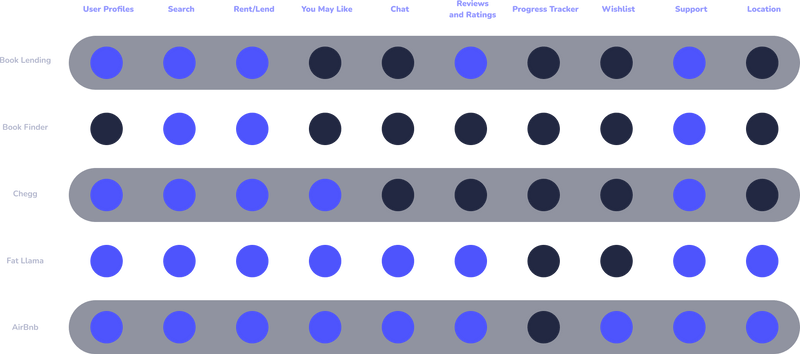 User Profiles
Search
Rent/Lend
You May Like
Chat
Reviews
and Ratings
Progress Tracker
Wishlist
Support
Location
Book Lending
Book Finder
Chegg
Fat Llama
AirBnb